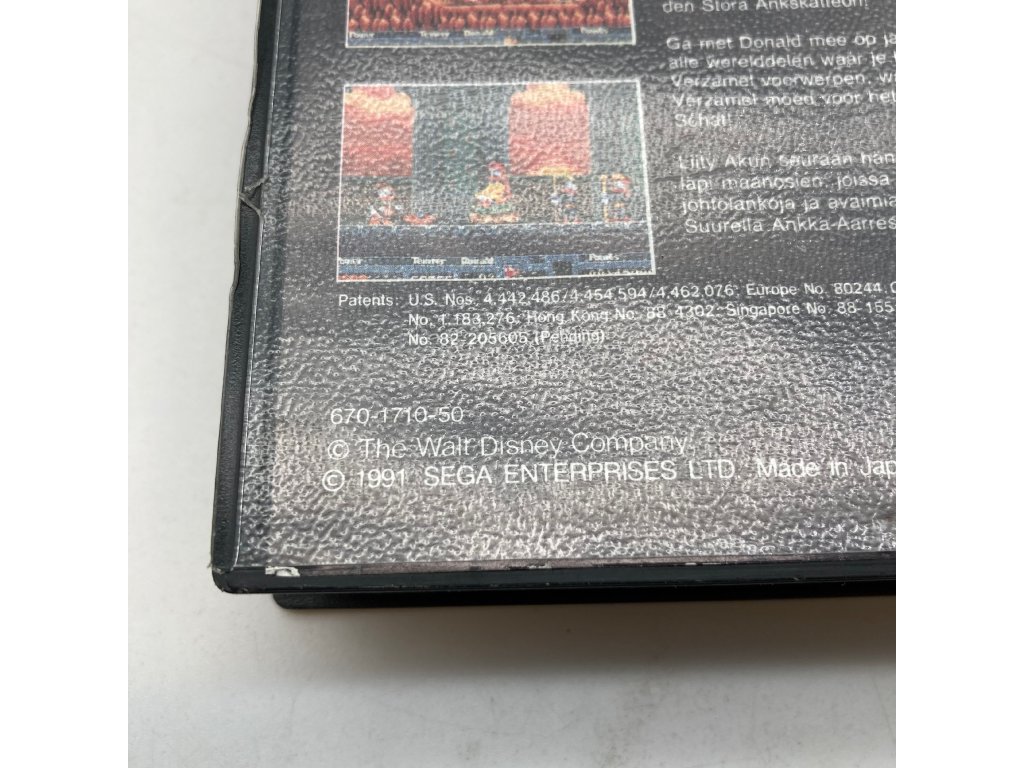 den Stora Ankskatten!
Ga met Donald mee op
alle werelddelen waar je
Verzamel voorwerpen,
Verzamel moed voor het
Schat!
Liity Akun seuraan hän
läpi maanosien, joissa
johtolankoja ja avaimia
Suurella Ankka-Aarres
Patents: U.S. Nos. 4,442,486/4,454,594/4,462,076; Europe No. 80244
No. 1,183,276; Hong Kong No. 88-4302; Singapore No. 88-155
No. 82-205605 (Pending)
670-1710-50
© The Walt Disney Company.
© 1991 SEGA ENTERPRISES LTD. Made in Jap